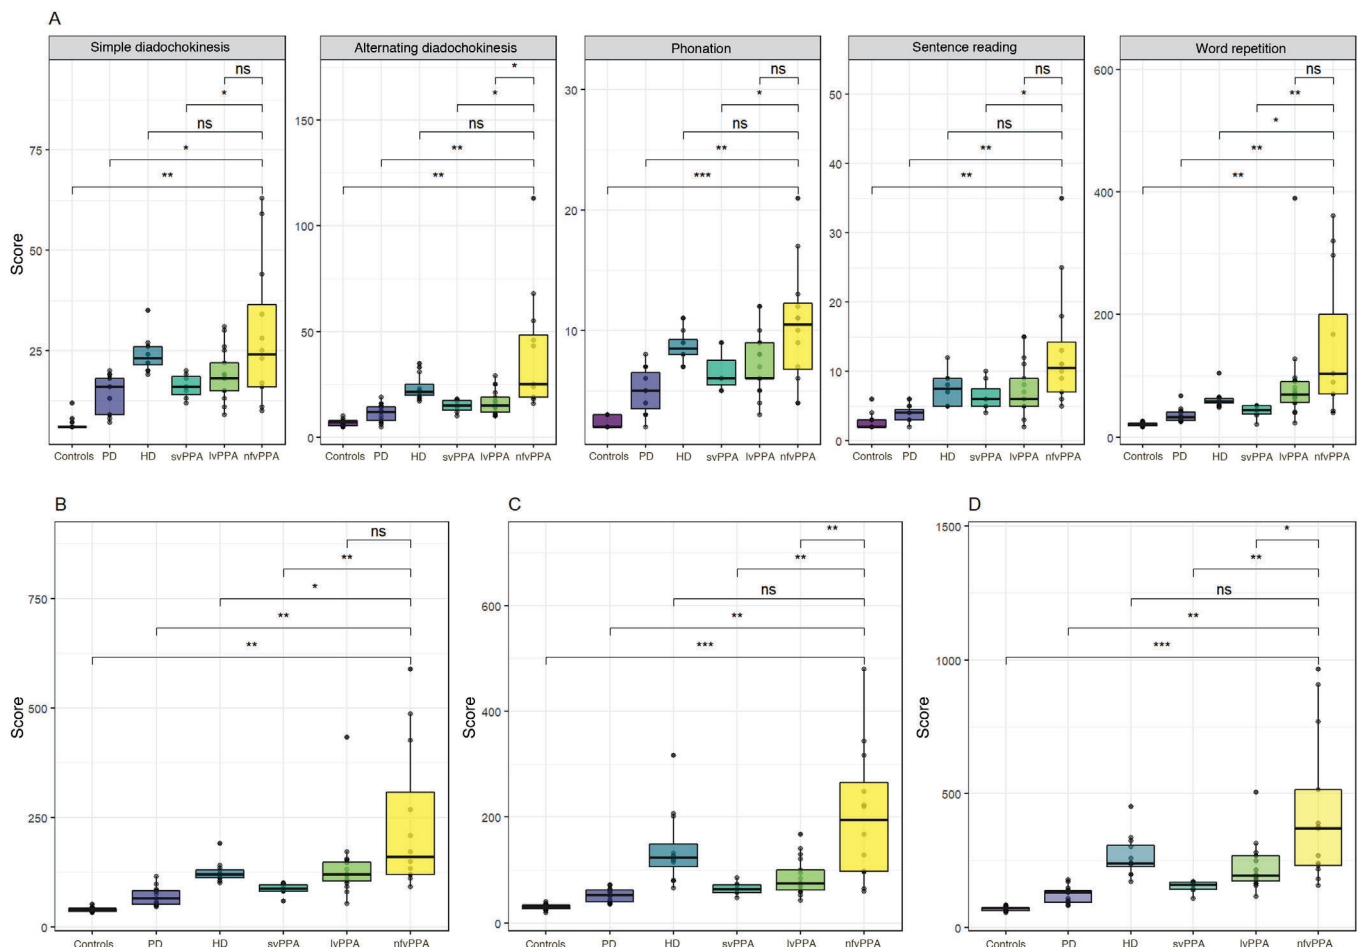 A
Simple diadochokinesis
Alternating diadochokinesis
Phonation
Sentence reading
Word repetition
Score
75
50
25
ns
*
ns
*
**
Controls PD HD svPPA lvPPA nfvPPA
150
100
50
0
*
*
ns
**
**
Controls PD HD svPPA lvPPA nfvPPA
30
20
10
ns
*
ns
**
***
Controls PD HD svPPA lvPPA nfvPPA
50
40
30
20
10
0
ns
*
ns
**
**
Controls PD HD svPPA lvPPA nfvPPA
600
400
200
0
ns
**
*
**
**
Controls PD HD svPPA lvPPA nfvPPA
B
Score
750
500
250
0
ns
**
*
**
**
Controls PD HD svPPA lvPPA nfvPPA
C
Score
600
400
200
0
**
**
ns
**
***
Controls PD HD svPPA lvPPA nfvPPA
D
Score
1500
1000
500
0
*
**
ns
**
***
Controls PD HD svPPA lvPPA nfvPPA